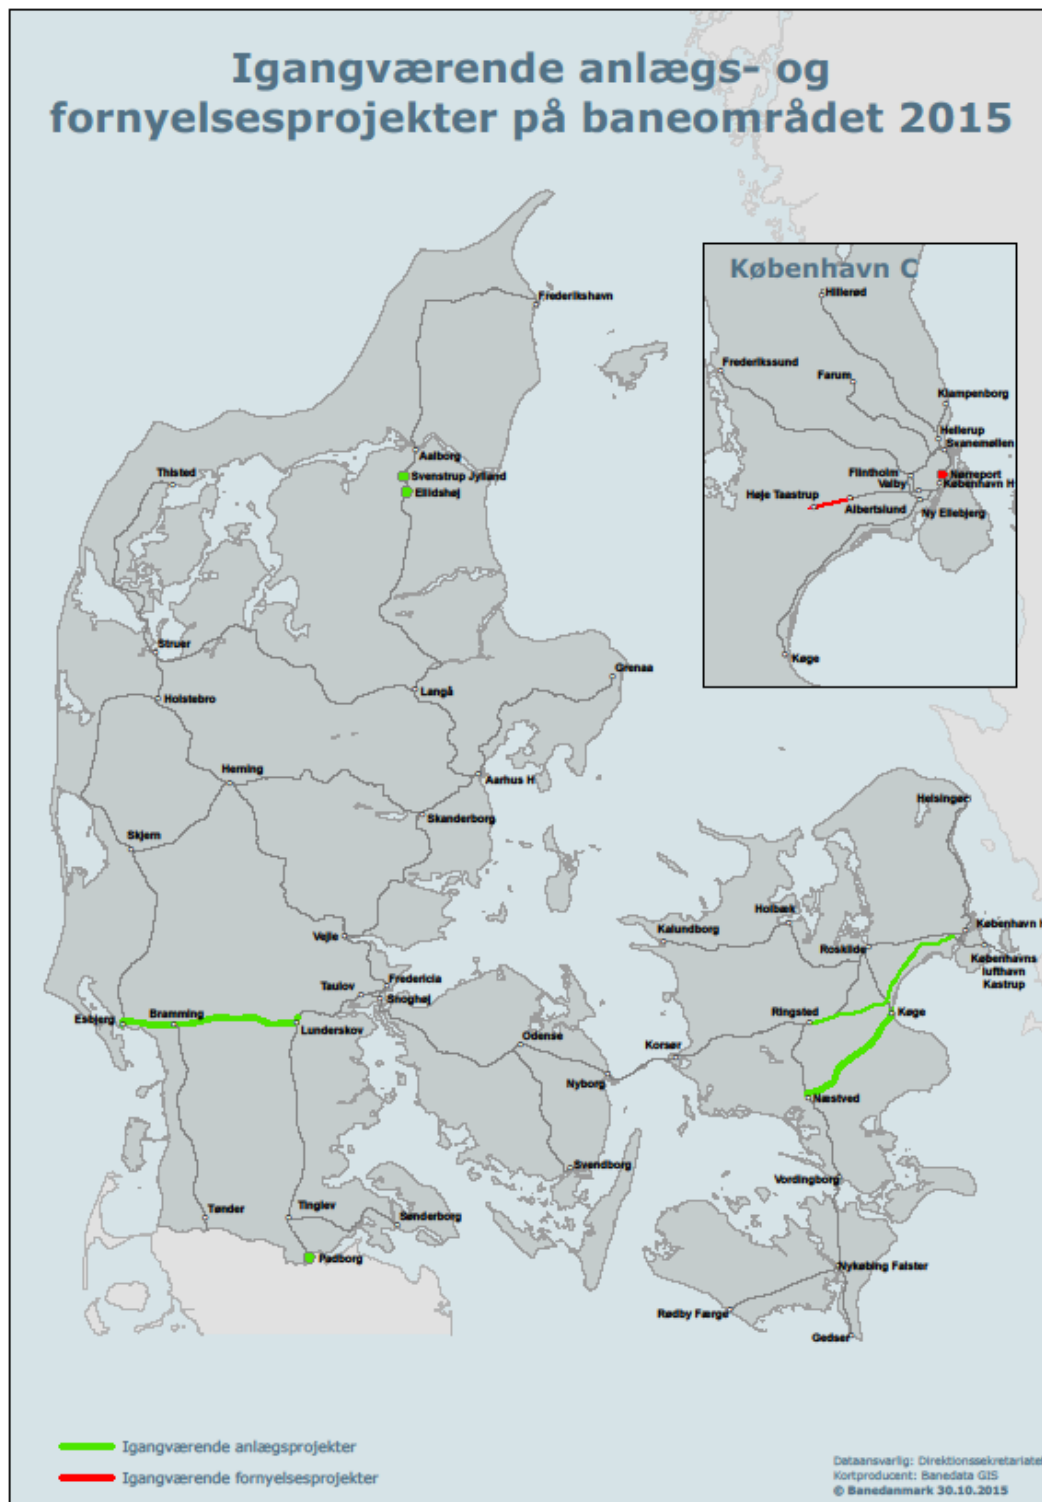 Igangværende anlægs- og
fornyelsesprojekter på baneområdet 2015
København C
Hillerød
Frederikssund
Farum
Klampenborg
Hellerup
Svanemøllen
Flintholm
Nørreport
Valby
København H
Høje Taastrup
Albertslund
Ny Ellebjerg
Køge
Frederikshavn
Aalborg
Svenstrup Jylland
Ellidshøj
Thisted
Struer
Grenaa
Langå
Holstebro
Herning
Aarhus H
Skanderborg
Skjern
Vejle
Fredericia
Taulov
Snoghøj
Esbjerg
Bramming
Lunderskov
Odense
Nyborg
Korsør
Svendborg
Tønder
Tinglev
Sønderborg
Padborg
Helsingør
Holbæk
Kalundborg
København
Roskilde
Københavns
lufthavn
Kastrup
Ringsted
Køge
Næstved
Vordingborg
Nykøbing Falster
Rødby Færge
Gedser
Igangværende anlægsprojekter
Igangværende fornyelsesprojekter
Dataansvarlig: Direktionssekretariatet
Kortproducent: Banedata GIS
© Banedanmark 30.10.2015